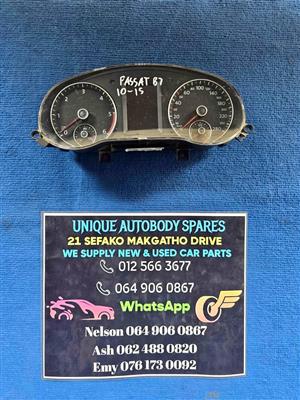 PASSAT B7
10-15
UNIQUE AUTOBODY SPARES
21 SEFAKO MAKGATHO DRIVE
WE SUPPLY NEW & USED CAR PARTS
012 566 3677
064 906 0867
WhatsApp
Nelson 064 906 0867
Ash 062 488 0820
Emy 076 173 0092